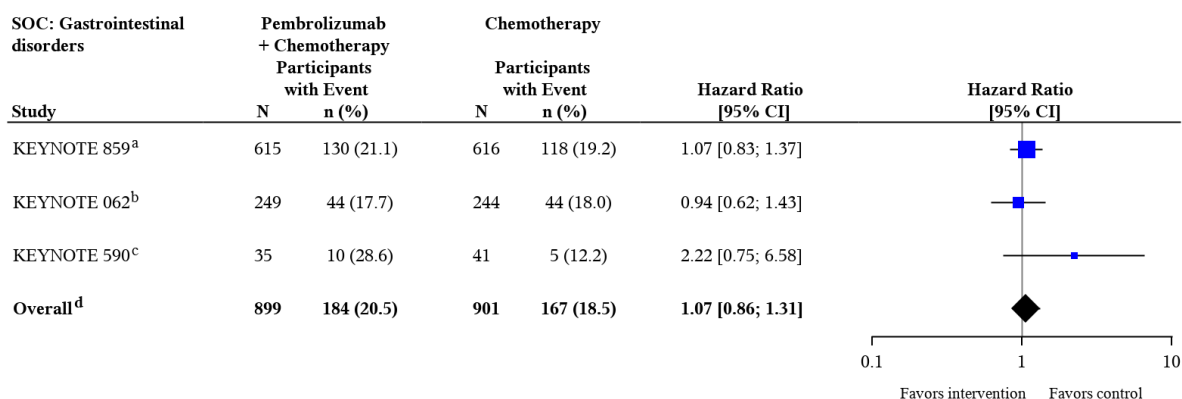 SOC: Gastrointestinal disorders Pembrolizumab + Chemotherapy Chemotherapy
Participants with Event Participants with Event Hazard Ratio Hazard Ratio
Study N n (%) N n (%) [95% CI] [95% CI]
KEYNOTE 859a 615 130 (21.1) 616 118 (19.2) 1.07 [0.83; 1.37]
KEYNOTE 062b 249 44 (17.7) 244 44 (18.0) 0.94 [0.62; 1.43]
KEYNOTE 590c 35 10 (28.6) 41 5 (12.2) 2.22 [0.75; 6.58]
Overalld 899 184 (20.5) 901 167 (18.5) 1.07 [0.86; 1.31]
0.1 1 10
Favors intervention Favors control